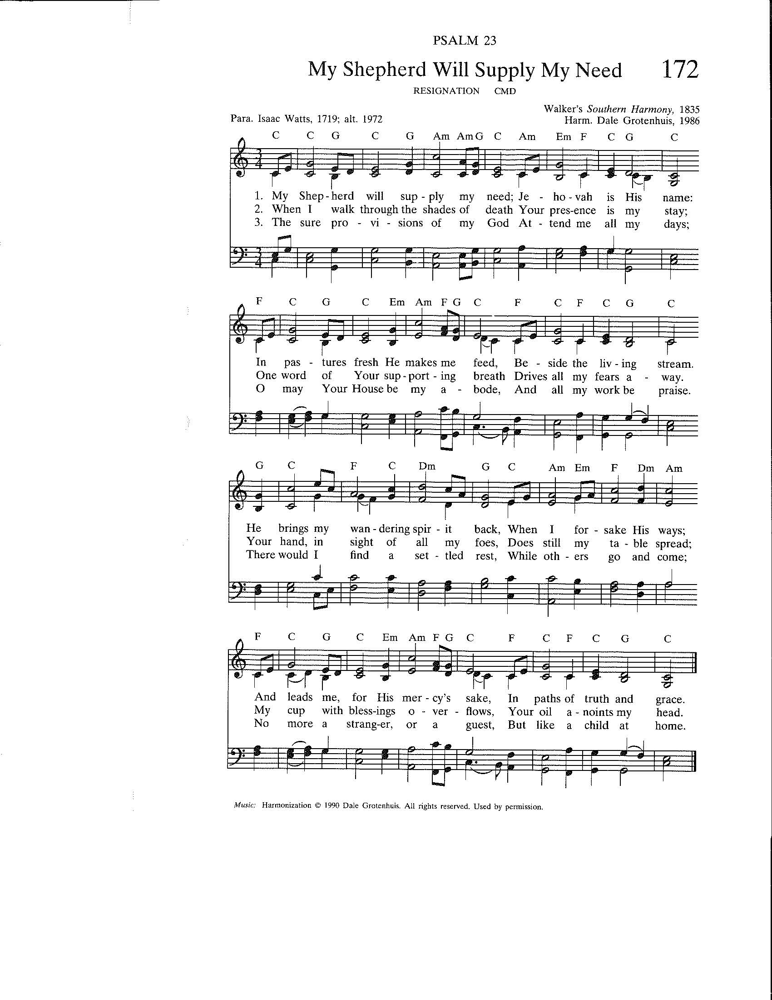 PSALM 23
My Shepherd Will Supply My Need 172
RESIGNATION CMD
Walker's Southern Harmony, 1835
Para. Isaac Watts, 1719; alt. 1972
Harm. Dale Grotenhuis, 1986
C C G C G Am Am G C Am Em F C G C
3 4
1. My Shep - herd will sup - ply my need; Je - ho - vah is His name:
2. When I walk through the shades of death Your pres-ence is my stay;
3. The sure pro - vi - sions of my God At - tend me all my days;
3 4
F C G C Em Am F G C F C F C G C
In pas - tures fresh He makes me feed, Be - side the liv - ing stream.
One word of Your sup - port - ing breath Drives all my fears a - way.
O may Your House be my a - bode, And all my work be praise.
G C F C Dm G C Am Em F Dm Am
He brings my wan - dering spir - it back, When I for - sake His ways;
Your hand, in sight of all my foes, Does still my ta - ble spread;
There would I find a set - tled rest, While oth - ers go and come;
F C G C Em Am F G C F C F C G C
And leads me, for His mer - cy's sake, In paths of truth and grace.
My cup with bless-ings o - ver - flows, Your oil a - noints my head.
No more a strang-er, or a guest, But like a child at home.
Music: Harmonization © 1990 Dale Grotenhuis. All rights reserved. Used by permission.